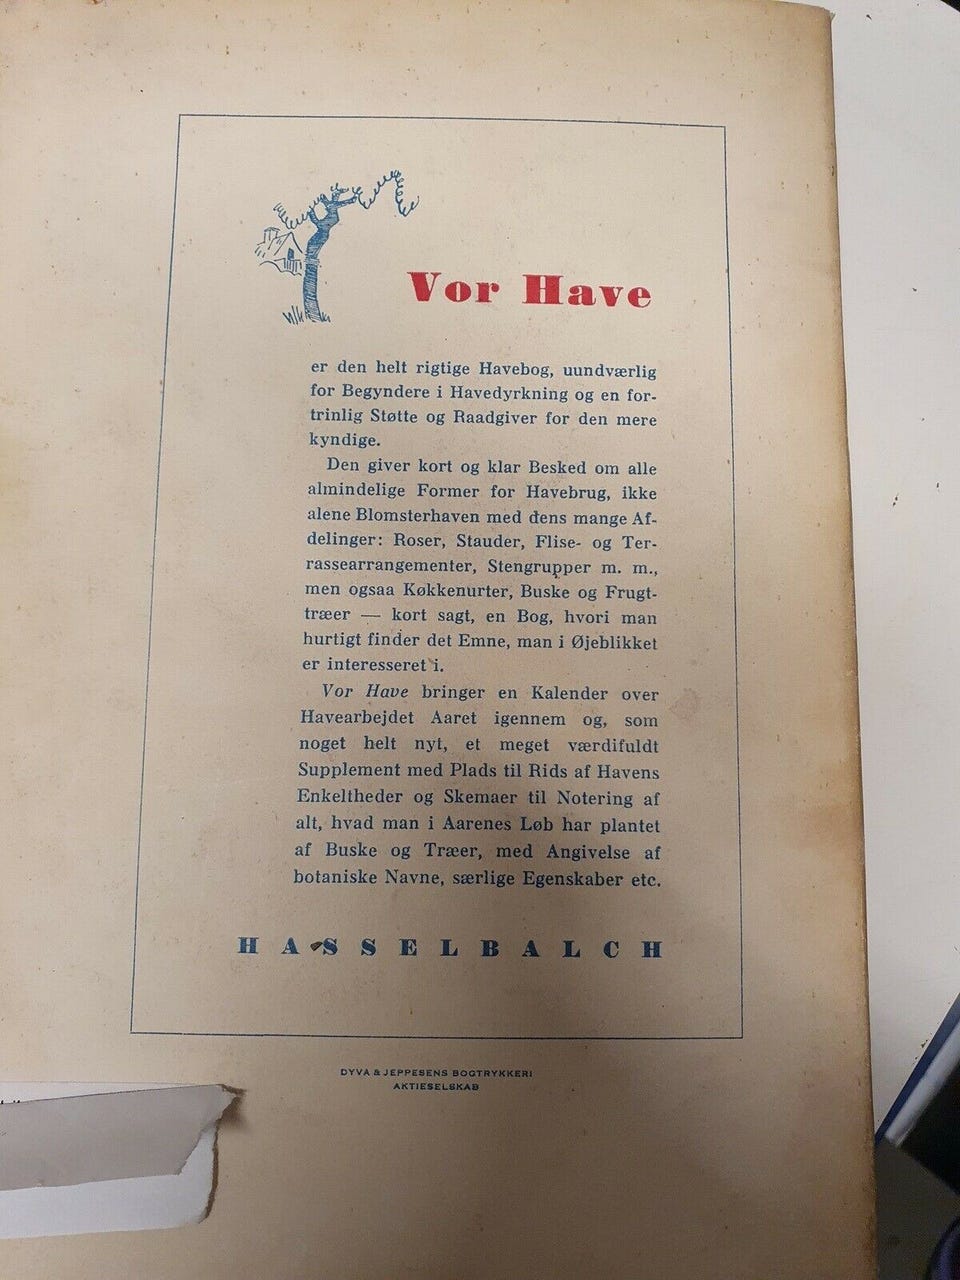 Vor Have
er den helt rigtige Havebog, uundværlig
for Begyndere i Havedyrkning og en for-
trinlig Støtte og Raadgiver for den mere
kyndige.
Den giver kort og klar Besked om alle
almindelige Former for Havebrug, ikke
alene Blomsterhaven med dens mange Af-
delinger: Roser, Stauder, Flise- og Ter-
rassearrangementer, Stengrupper m. m.,
men ogsaa Køkkenurter, Buske og Frugt-
træer — kort sagt, en Bog, hvori man
hurtigt finder det Emne, man i Øjeblikket
er interesseret i.
Vor Have bringer en Kalender over
Havearbejdet Aaret igennem og, som
noget helt nyt, et meget værdifuldt
Supplement med Plads til Rids af Havens
Enkeltheder og Skemaer til Notering af
alt, hvad man i Aarenes Løb har plantet
af Buske og Træer, med Angivelse af
botaniske Navne, særlige Egenskaber etc.
HASSELBALCH
DYVA & JEPPESENS BOGTRYKKERI
AKTIESELSKAB